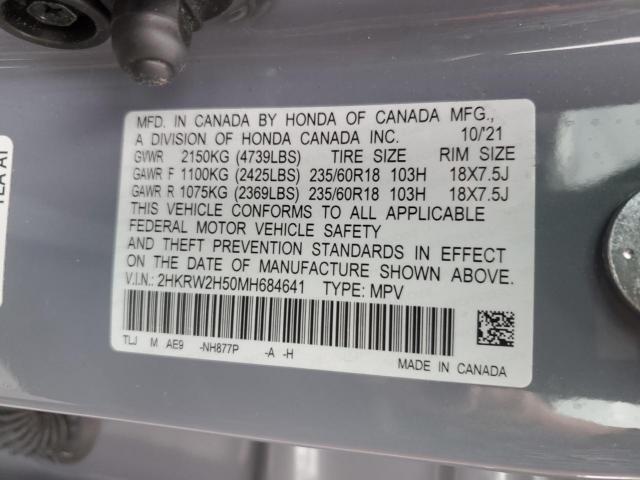 MFD. IN CANADA BY HONDA OF CANADA MFG.,
A DIVISION OF HONDA CANADA INC. 10/'21
GVWR 2150KG (4739LBS) TIRE SIZE RIM SIZE
GAWR F 1100KG (2425LBS) 235/60R18 103H 18X7.5J
GAWR R 1075KG (2369LBS) 235/60R18 103H 18X7.5J
THIS VEHICLE CONFORMS TO ALL APPLICABLE
FEDERAL MOTOR VEHICLE SAFETY
AND THEFT PREVENTION STANDARDS IN EFFECT
ON THE DATE OF MANUFACTURE SHOWN ABOVE.
V.I.N.: 2HKRW2H50MH684641 TYPE: MPV
TLJ M AE9 -NH877P -A -H
MADE IN CANADA
TLA A1